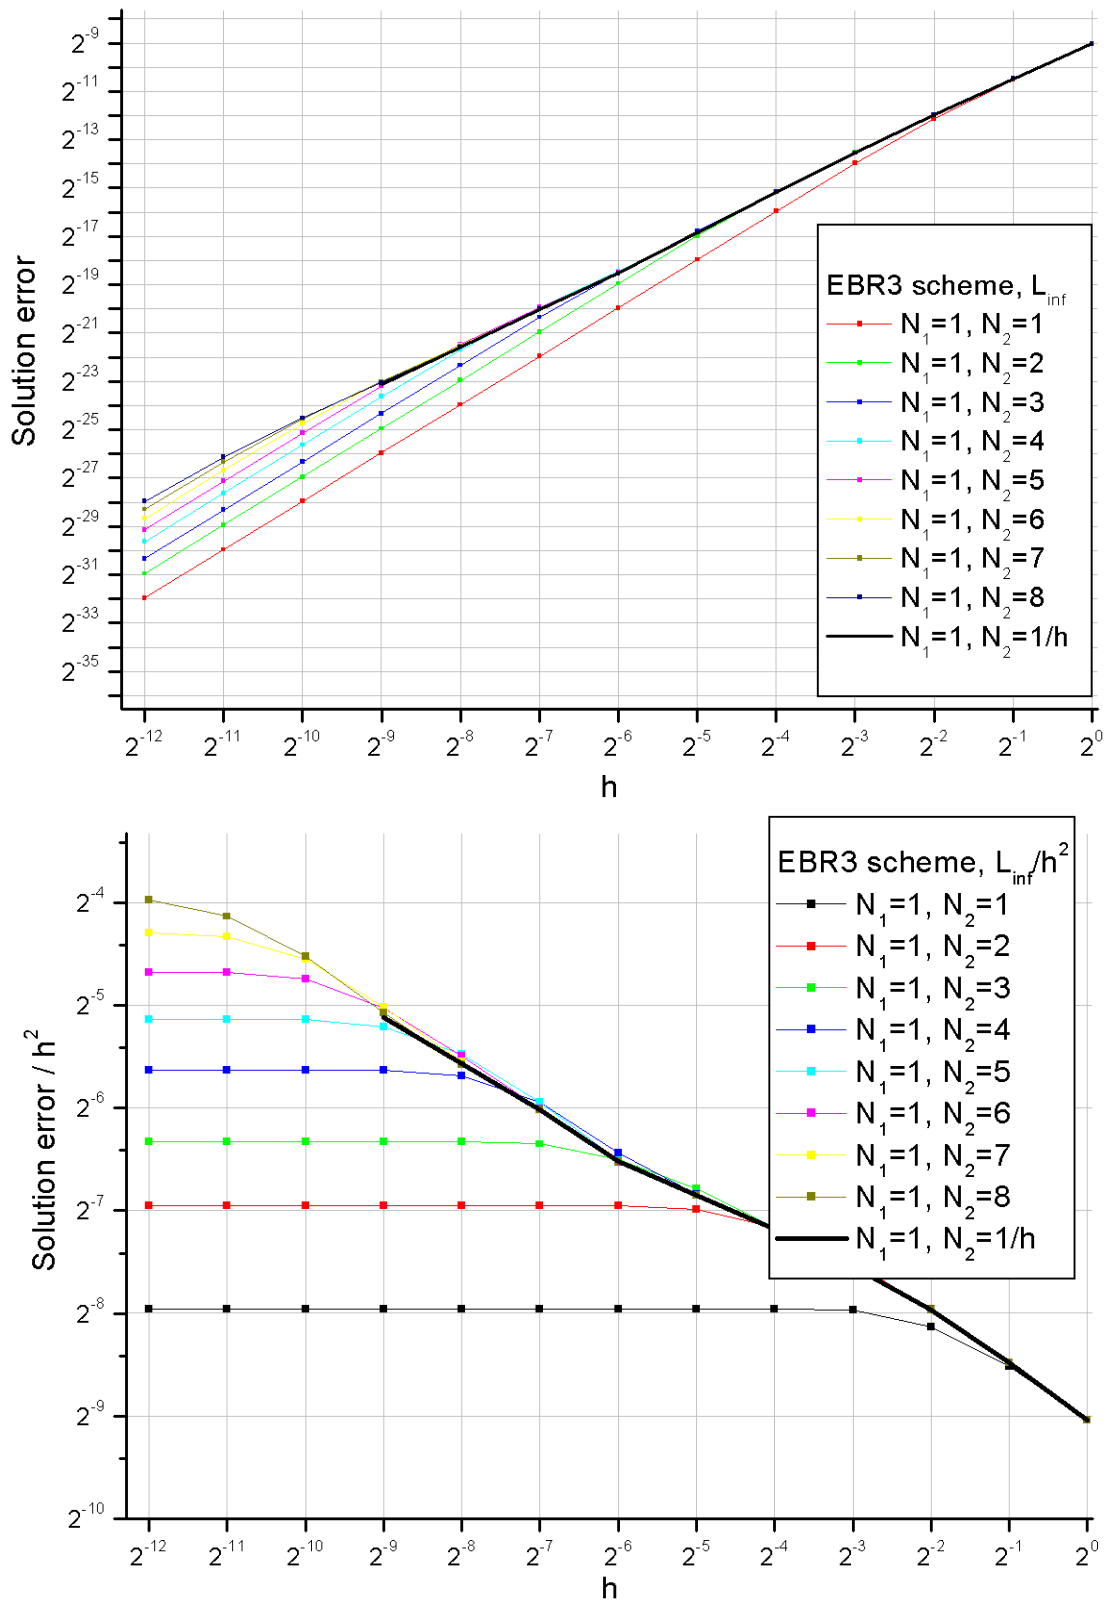 2^-9
2^-11
2^-13
2^-15
2^-17
2^-19
2^-21
2^-23
2^-25
2^-27
2^-29
2^-31
2^-33
2^-35
Solution error
EBR3 scheme, L_inf
N_1=1, N_2=1
N_1=1, N_2=2
N_1=1, N_2=3
N_1=1, N_2=4
N_1=1, N_2=5
N_1=1, N_2=6
N_1=1, N_2=7
N_1=1, N_2=8
N_1=1, N_2=1/h
2^-12 2^-11 2^-10 2^-9 2^-8 2^-7 2^-6 2^-5 2^-4 2^-3 2^-2 2^-1 2^0
h
2^-4
2^-5
2^-6
2^-7
2^-8
2^-9
2^-10
Solution error / h^2
EBR3 scheme, L_inf/h^2
N_1=1, N_2=1
N_1=1, N_2=2
N_1=1, N_2=3
N_1=1, N_2=4
N_1=1, N_2=5
N_1=1, N_2=6
N_1=1, N_2=7
N_1=1, N_2=8
N_1=1, N_2=1/h
2^-12 2^-11 2^-10 2^-9 2^-8 2^-7 2^-6 2^-5 2^-4 2^-3 2^-2 2^-1 2^0
h